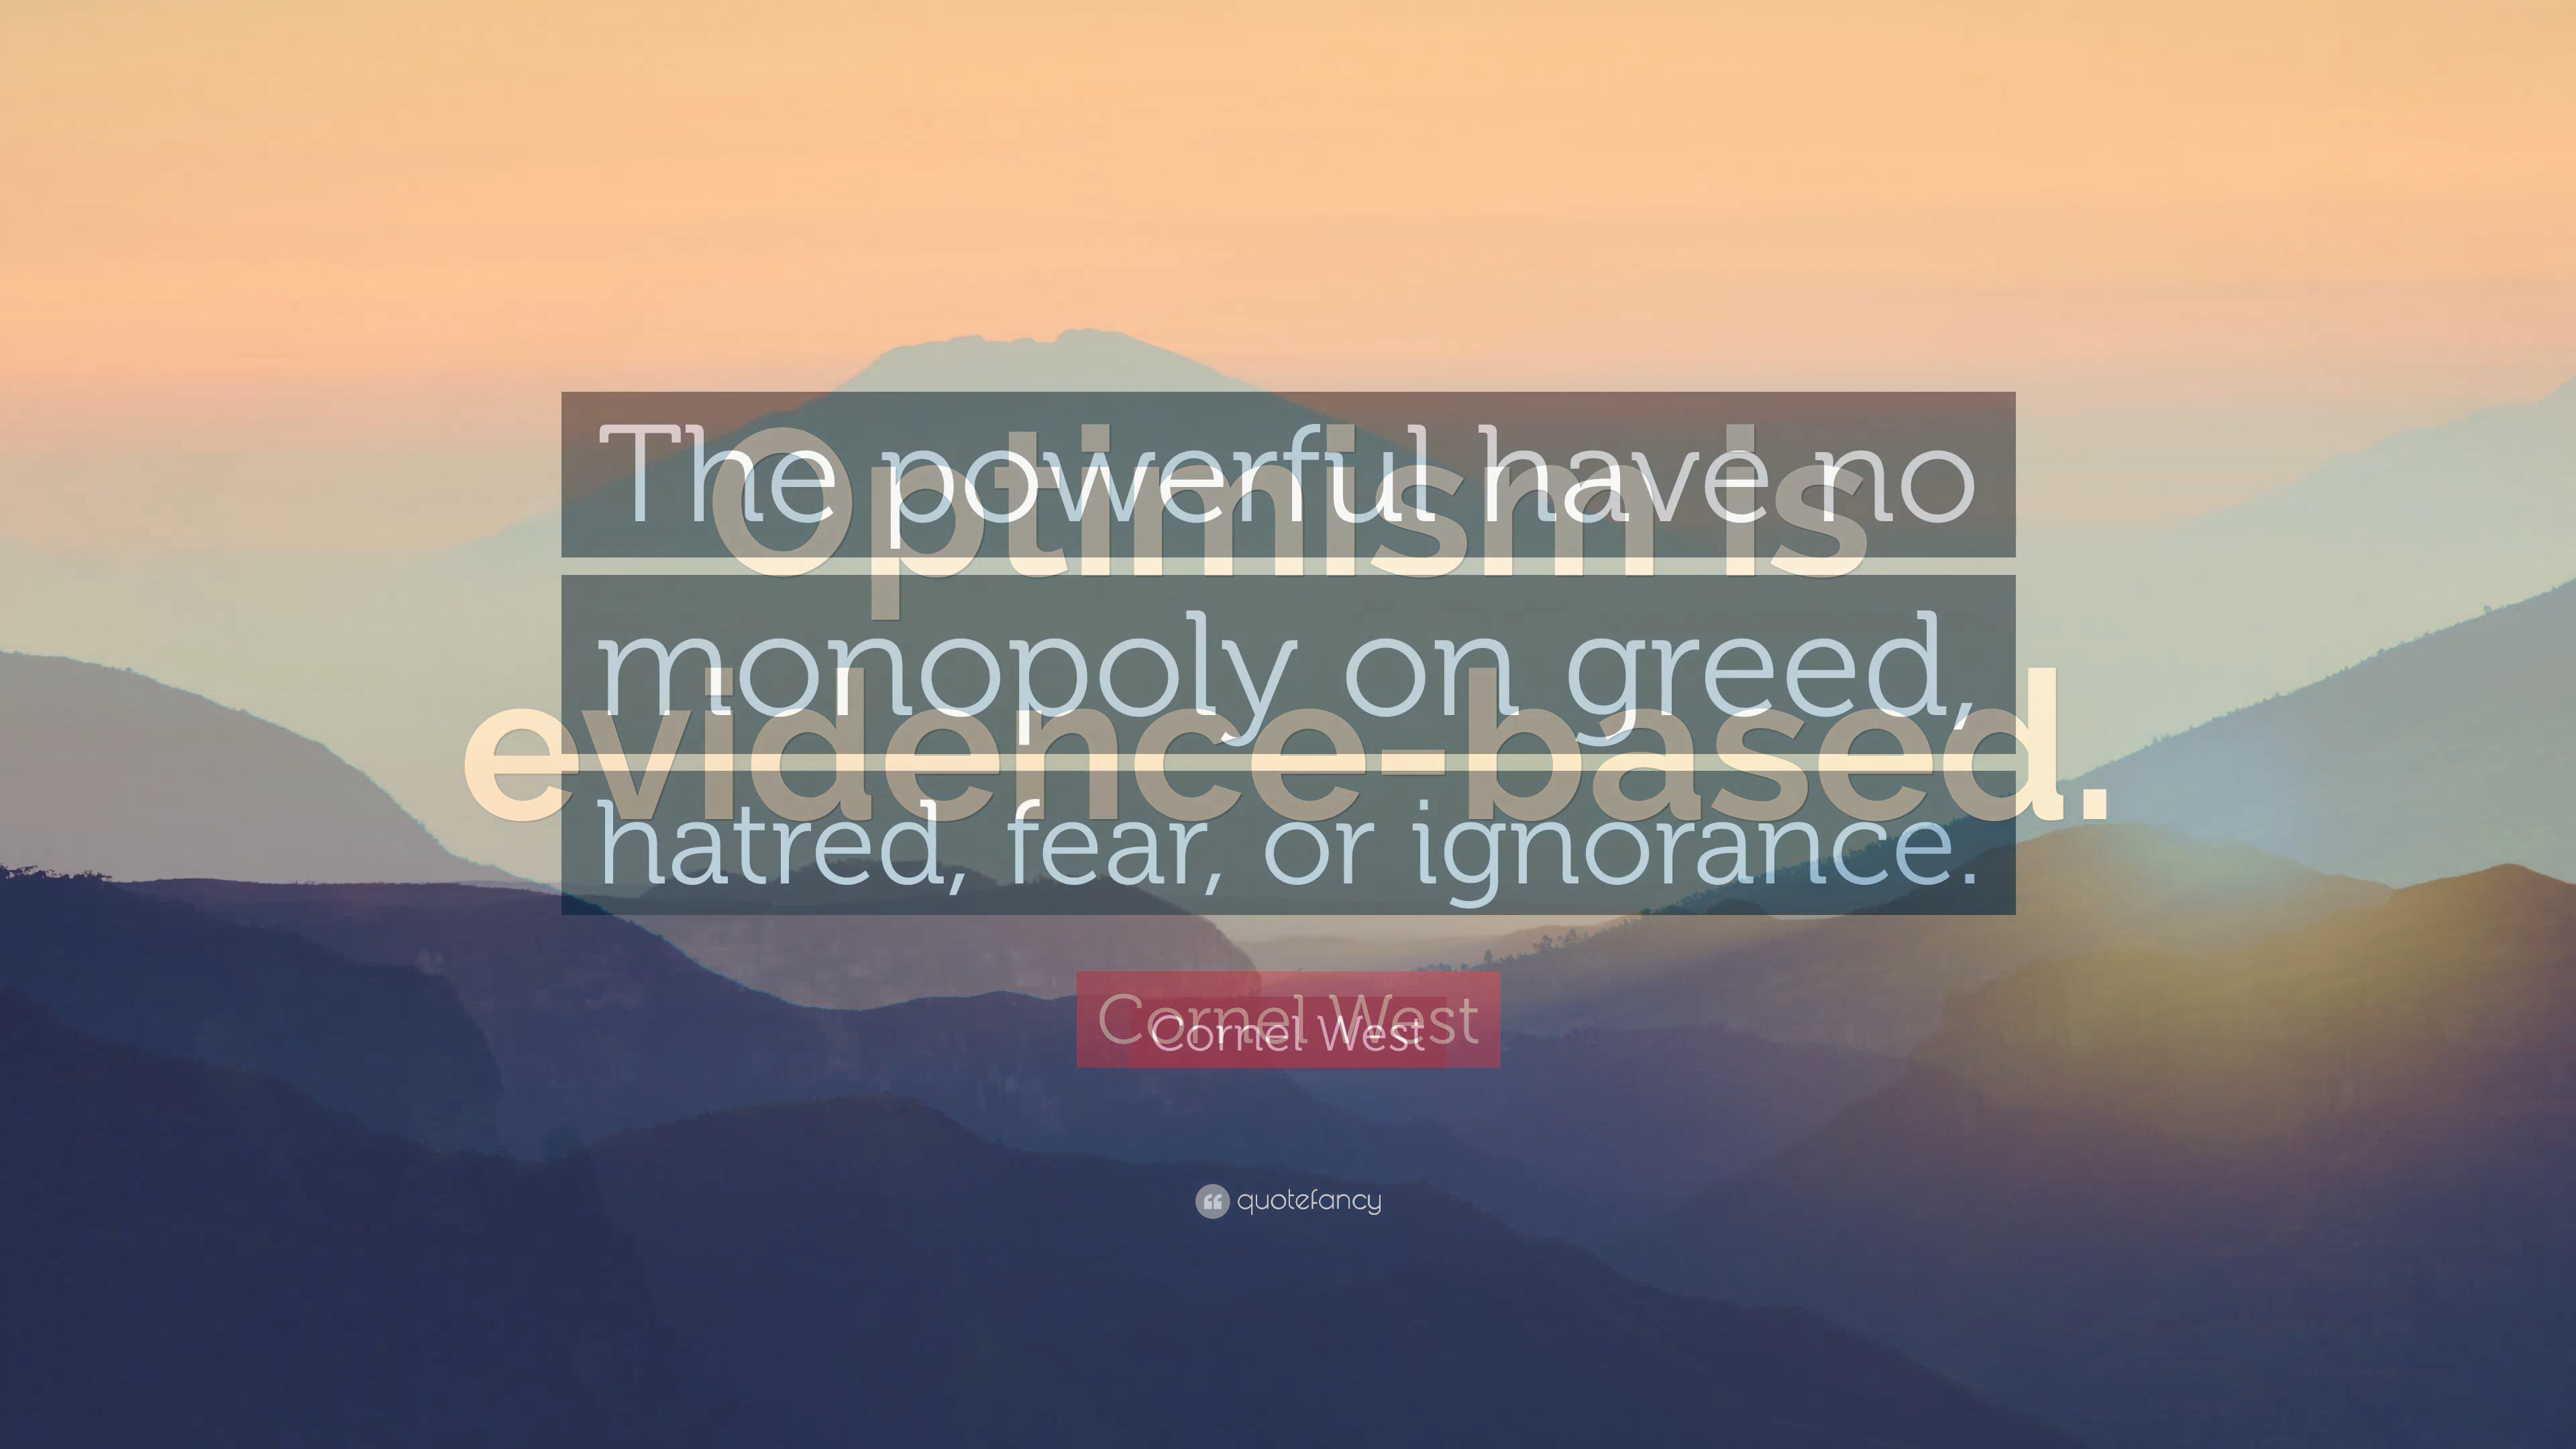 The powerful have no
monopoly on greed,
hatred, fear, or ignorance.
Optimism is
evidence-based.
Cornel West
Cornel West
quotefancy